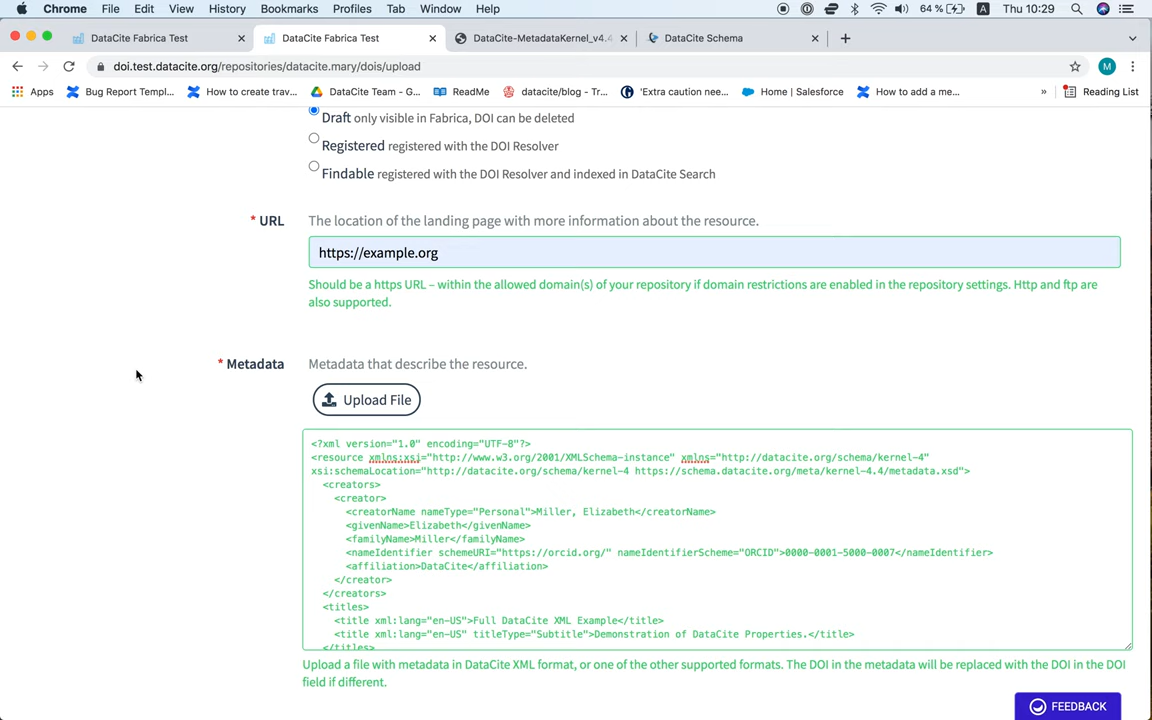 Chrome File Edit View History Bookmarks Profiles Tab Window Help 64% A Thu 10:29
DataCite Fabrica Test DataCite Fabrica Test DataCite-MetadataKernel_v4.4 DataCite Schema
doi.test.datacite.org/repositories/datacite.mary/dois/upload M
Apps Bug Report Templ... How to create trav... DataCite Team - G... ReadMe datacite/blog - Tr... 'Extra caution nee... Home | Salesforce How to add a me... » Reading List
Draft only visible in Fabrica, DOI can be deleted
Registered registered with the DOI Resolver
Findable registered with the DOI Resolver and indexed in DataCite Search
* URL The location of the landing page with more information about the resource.
https://example.org
Should be a https URL – within the allowed domain(s) of your repository if domain restrictions are enabled in the repository settings. Http and ftp are
also supported.
* Metadata Metadata that describe the resource.
Upload File
<?xml version="1.0" encoding="UTF-8"?>
<resource xmlns:xsi="http://www.w3.org/2001/XMLSchema-instance" xmlns="http://datacite.org/schema/kernel-4"
xsi:schemaLocation="http://datacite.org/schema/kernel-4 https://schema.datacite.org/meta/kernel-4.4/metadata.xsd">
<creators>
<creator>
<creatorName nameType="Personal">Miller, Elizabeth</creatorName>
<givenName>Elizabeth</givenName>
<familyName>Miller</familyName>
<nameIdentifier schemeURI="https://orcid.org/" nameIdentifierScheme="ORCID">0000-0001-5000-0007</nameIdentifier>
<affiliation>DataCite</affiliation>
</creator>
</creators>
<titles>
<title xml:lang="en-US">Full DataCite XML Example</title>
<title xml:lang="en-US" titleType="Subtitle">Demonstration of DataCite Properties.</title>
</titles>
Upload a file with metadata in DataCite XML format, or one of the other supported formats. The DOI in the metadata will be replaced with the DOI in the DOI
field if different.
FEEDBACK